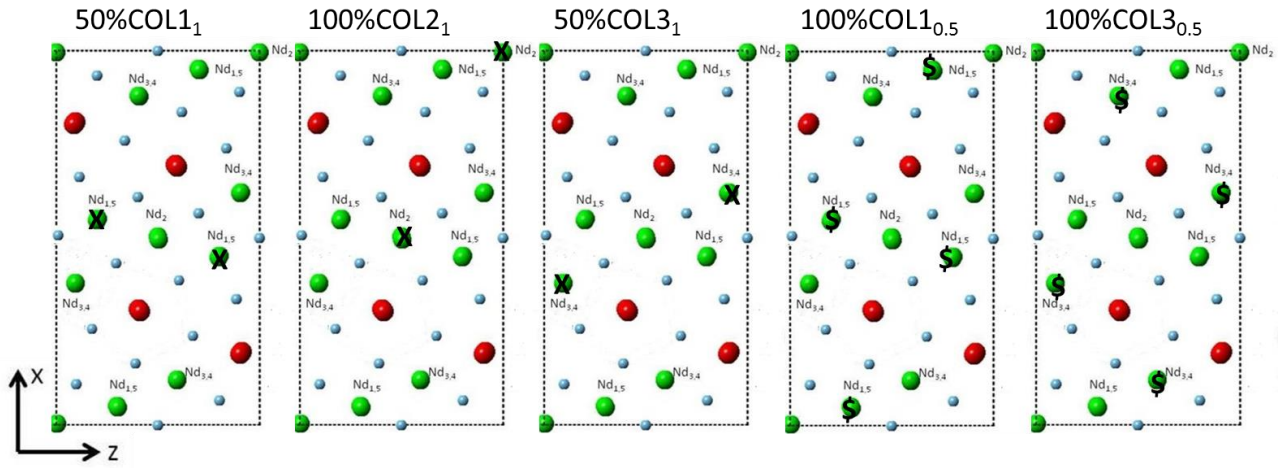 50%COL1₁ 100%COL2₁ 50%COL3₁ 100%COL1₀.₅ 100%COL3₀.₅
Nd₂ X Nd₂ Nd₂ Nd₂ Nd₂
Nd₁,₅ Nd₁,₅ Nd₁,₅ $ Nd₁,₅ Nd₁,₅
Nd₃,₄ Nd₃,₄ Nd₃,₄ Nd₃,₄ Nd₃,₄ $
Nd₃,₄ Nd₃,₄ Nd₃,₄ X Nd₃,₄ Nd₃,₄ $
Nd₁,₅ X Nd₂ Nd₁,₅ Nd₂ X Nd₁,₅ Nd₂ Nd₁,₅ $ Nd₂ Nd₁,₅ Nd₂
Nd₁,₅ X Nd₁,₅ Nd₁,₅ Nd₁,₅ $ Nd₁,₅
Nd₃,₄ Nd₃,₄ X Nd₃,₄ Nd₃,₄ $ Nd₃,₄
Nd₁,₅ Nd₃,₄ Nd₁,₅ Nd₃,₄ Nd₁,₅ Nd₃,₄ Nd₁,₅ $ Nd₃,₄ Nd₁,₅ $ Nd₃,₄
X
Z